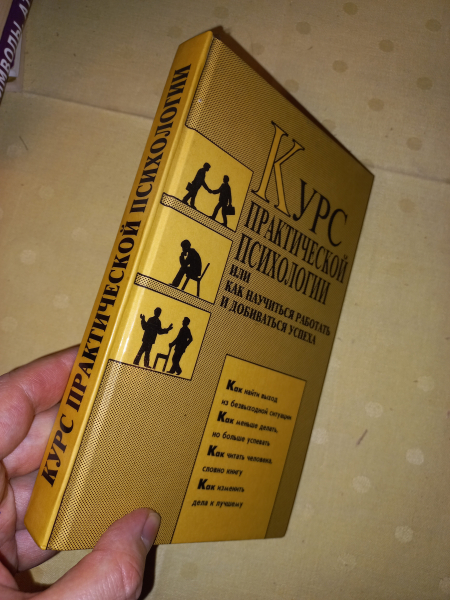 КУРС ПРАКТИЧЕСКОЙ ПСИХОЛОГИИ
КУРС
ПРАКТИЧЕСКОЙ
ПСИХОЛОГИИ
ИЛИ
КАК НАУЧИТЬСЯ РАБОТАТЬ
И ДОБИВАТЬСЯ УСПЕХА
Как найти выход
из безвыходной ситуации
Как меньше делать,
но больше успевать
Как читать человека,
словно книгу
Как изменить
дела к лучшему